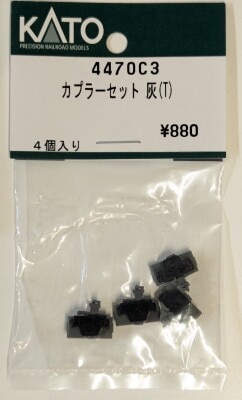 KATO
PRECISION RAILROAD MODELS
4470C3
カプラーセット 灰(T)
¥880
4個入り